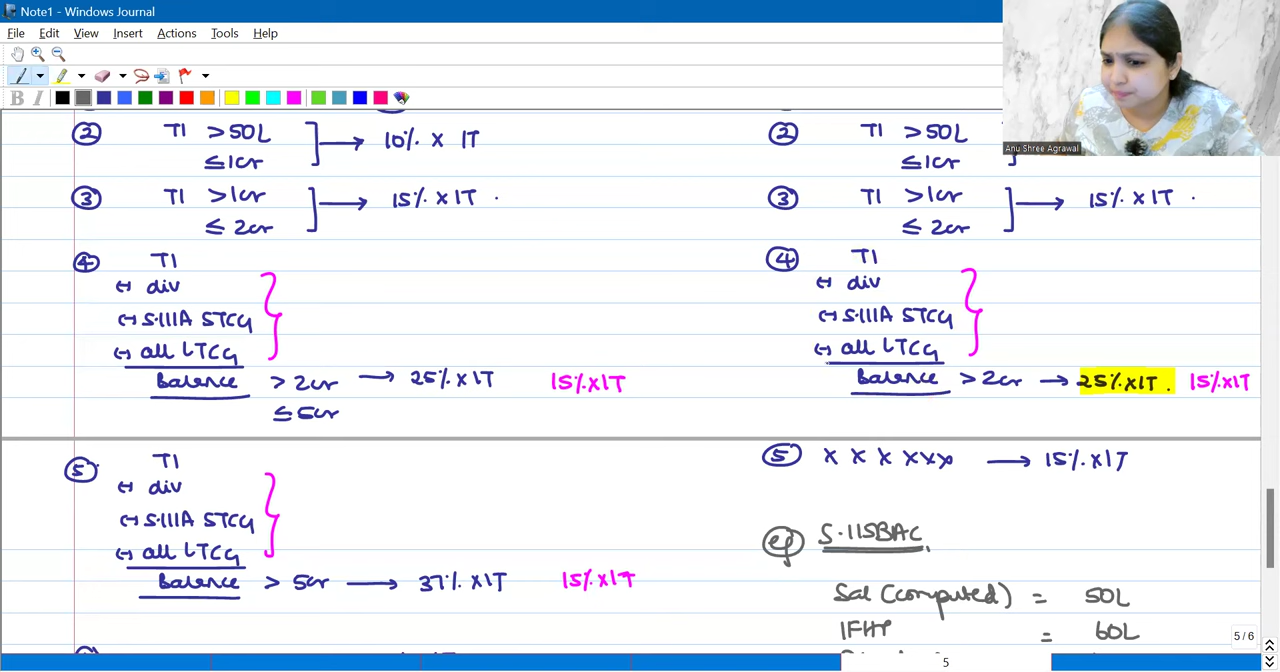 Note1 - Windows Journal
File Edit View Insert Actions Tools Help
B I
Anu Shree Agrawal
② TI > 50L → 10% X IT
≤ 1cr
③ TI > 1cr → 15% X IT .
≤ 2cr
④ TI
(-) div
(-) S.111A STCG
(-) all LTCG
Balance > 2cr → 25% X IT 15% X IT
≤ 5cr
⑤ TI
(-) div
(-) S.111A STCG
(-) all LTCG
Balance > 5cr → 37% X IT 15% X IT
② TI > 50L
≤ 1cr
③ TI > 1cr → 15% X IT .
≤ 2cr
④ TI
(-) div
(-) S.111A STCG
(-) all LTCG
Balance > 2cr → 25% X IT . 15% X IT
⑤ X X X X X X X → 15% X IT
eg S.115BAC
Sal (computed) = 50L
IFHP = 60L
5 / 6
5